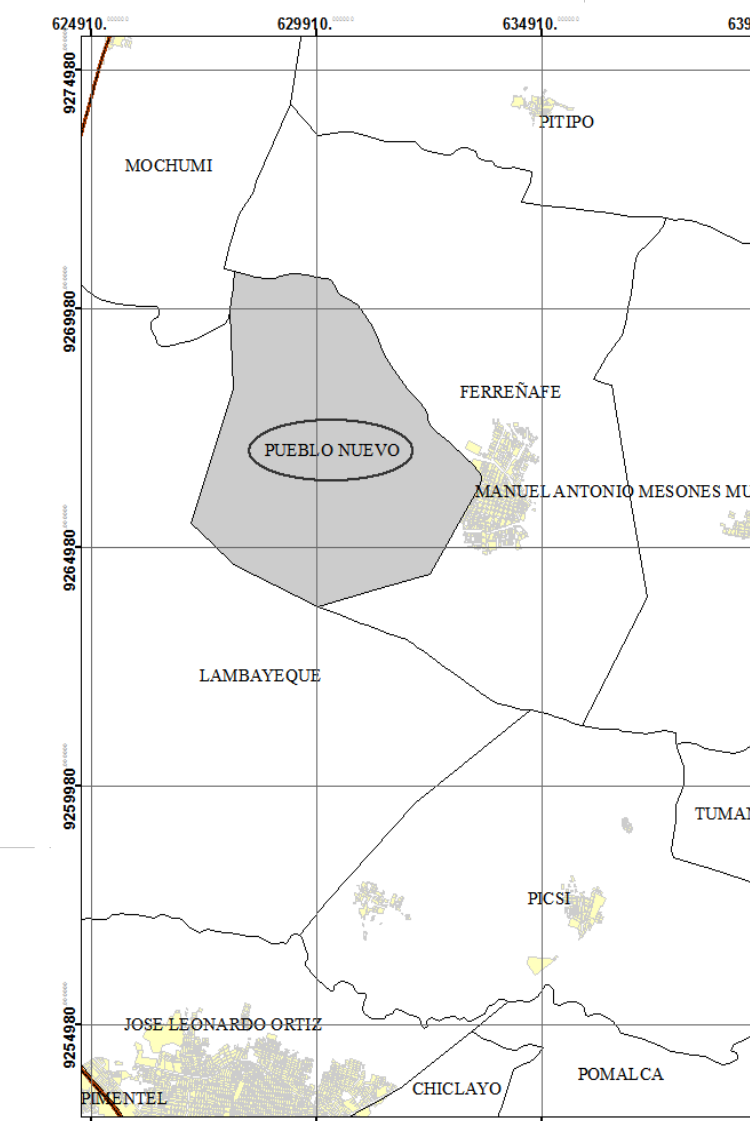 624910.
629910.
634910.
639
9274980
PITIPO
MOCHUMI
9269980
FERREÑAFE
PUEBLO NUEVO
MANUEL ANTONIO MESONES MU
9264980
LAMBAYEQUE
9259980
TUMAN
PICSI
9254980
JOSE LEONARDO ORTIZ
POMALCA
CHICLAYO
PIMENTEL